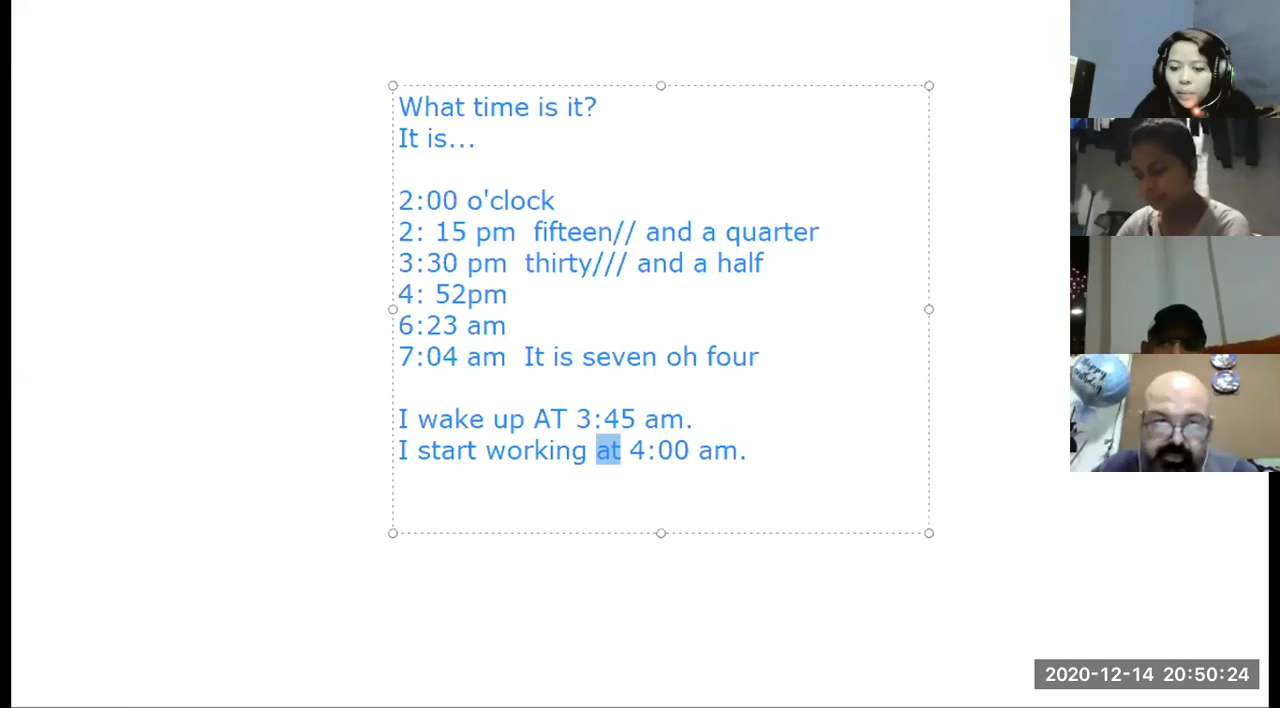 What time is it?
It is...
2:00 o'clock
2: 15 pm  fifteen// and a quarter
3:30 pm  thirty/// and a half
4: 52pm
6:23 am
7:04 am  It is seven oh four
I wake up AT 3:45 am.
I start working at 4:00 am.
Happy
Birthday
2020-12-14 20:50:24